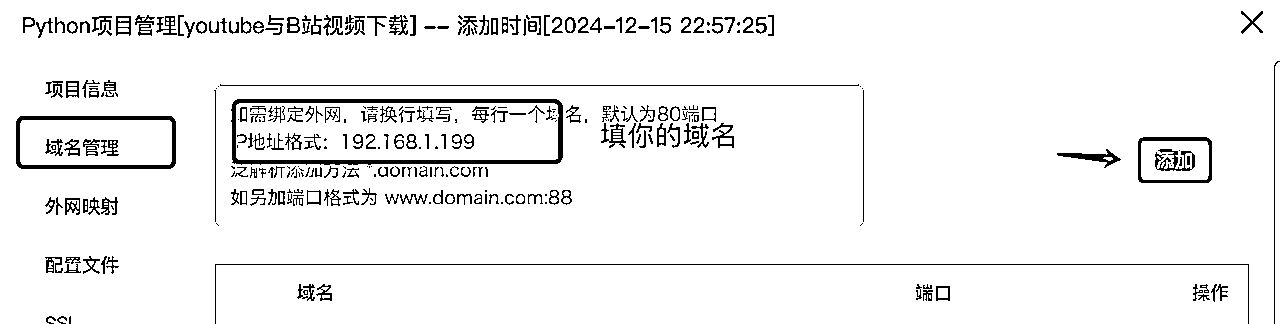 Python项目管理[youtube与B站视频下载] -- 添加时间[2024-12-15 22:57:25]
项目信息
域名管理
外网映射
配置文件
SSL
如需绑定外网，请换行填写，每行一个域名，默认为80端口
IP地址格式：192.168.1.199
泛解析添加方法 *.domain.com
如另加端口格式为 www.domain.com:88
填你的域名
添加
域名 端口 操作